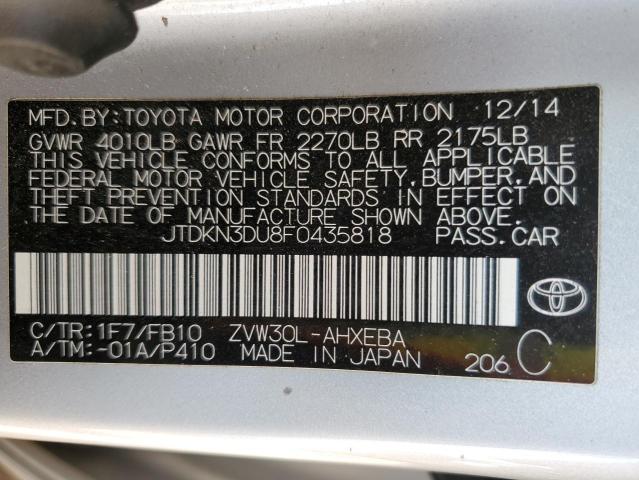 MFD. BY: TOYOTA MOTOR CORPORATION 12/14
GVWR 4010LB GAWR FR 2270LB RR 2175LB
THIS VEHICLE CONFORMS TO ALL APPLICABLE
FEDERAL MOTOR VEHICLE SAFETY, BUMPER, AND
THEFT PREVENTION STANDARDS IN EFFECT ON
THE DATE OF MANUFACTURE SHOWN ABOVE.
JTDKN3DU8F0435818 PASS. CAR
C/TR: 1F7/FB10 ZVW30L-AHXEBA
A/TM: -01A/P410 MADE IN JAPAN 206 C